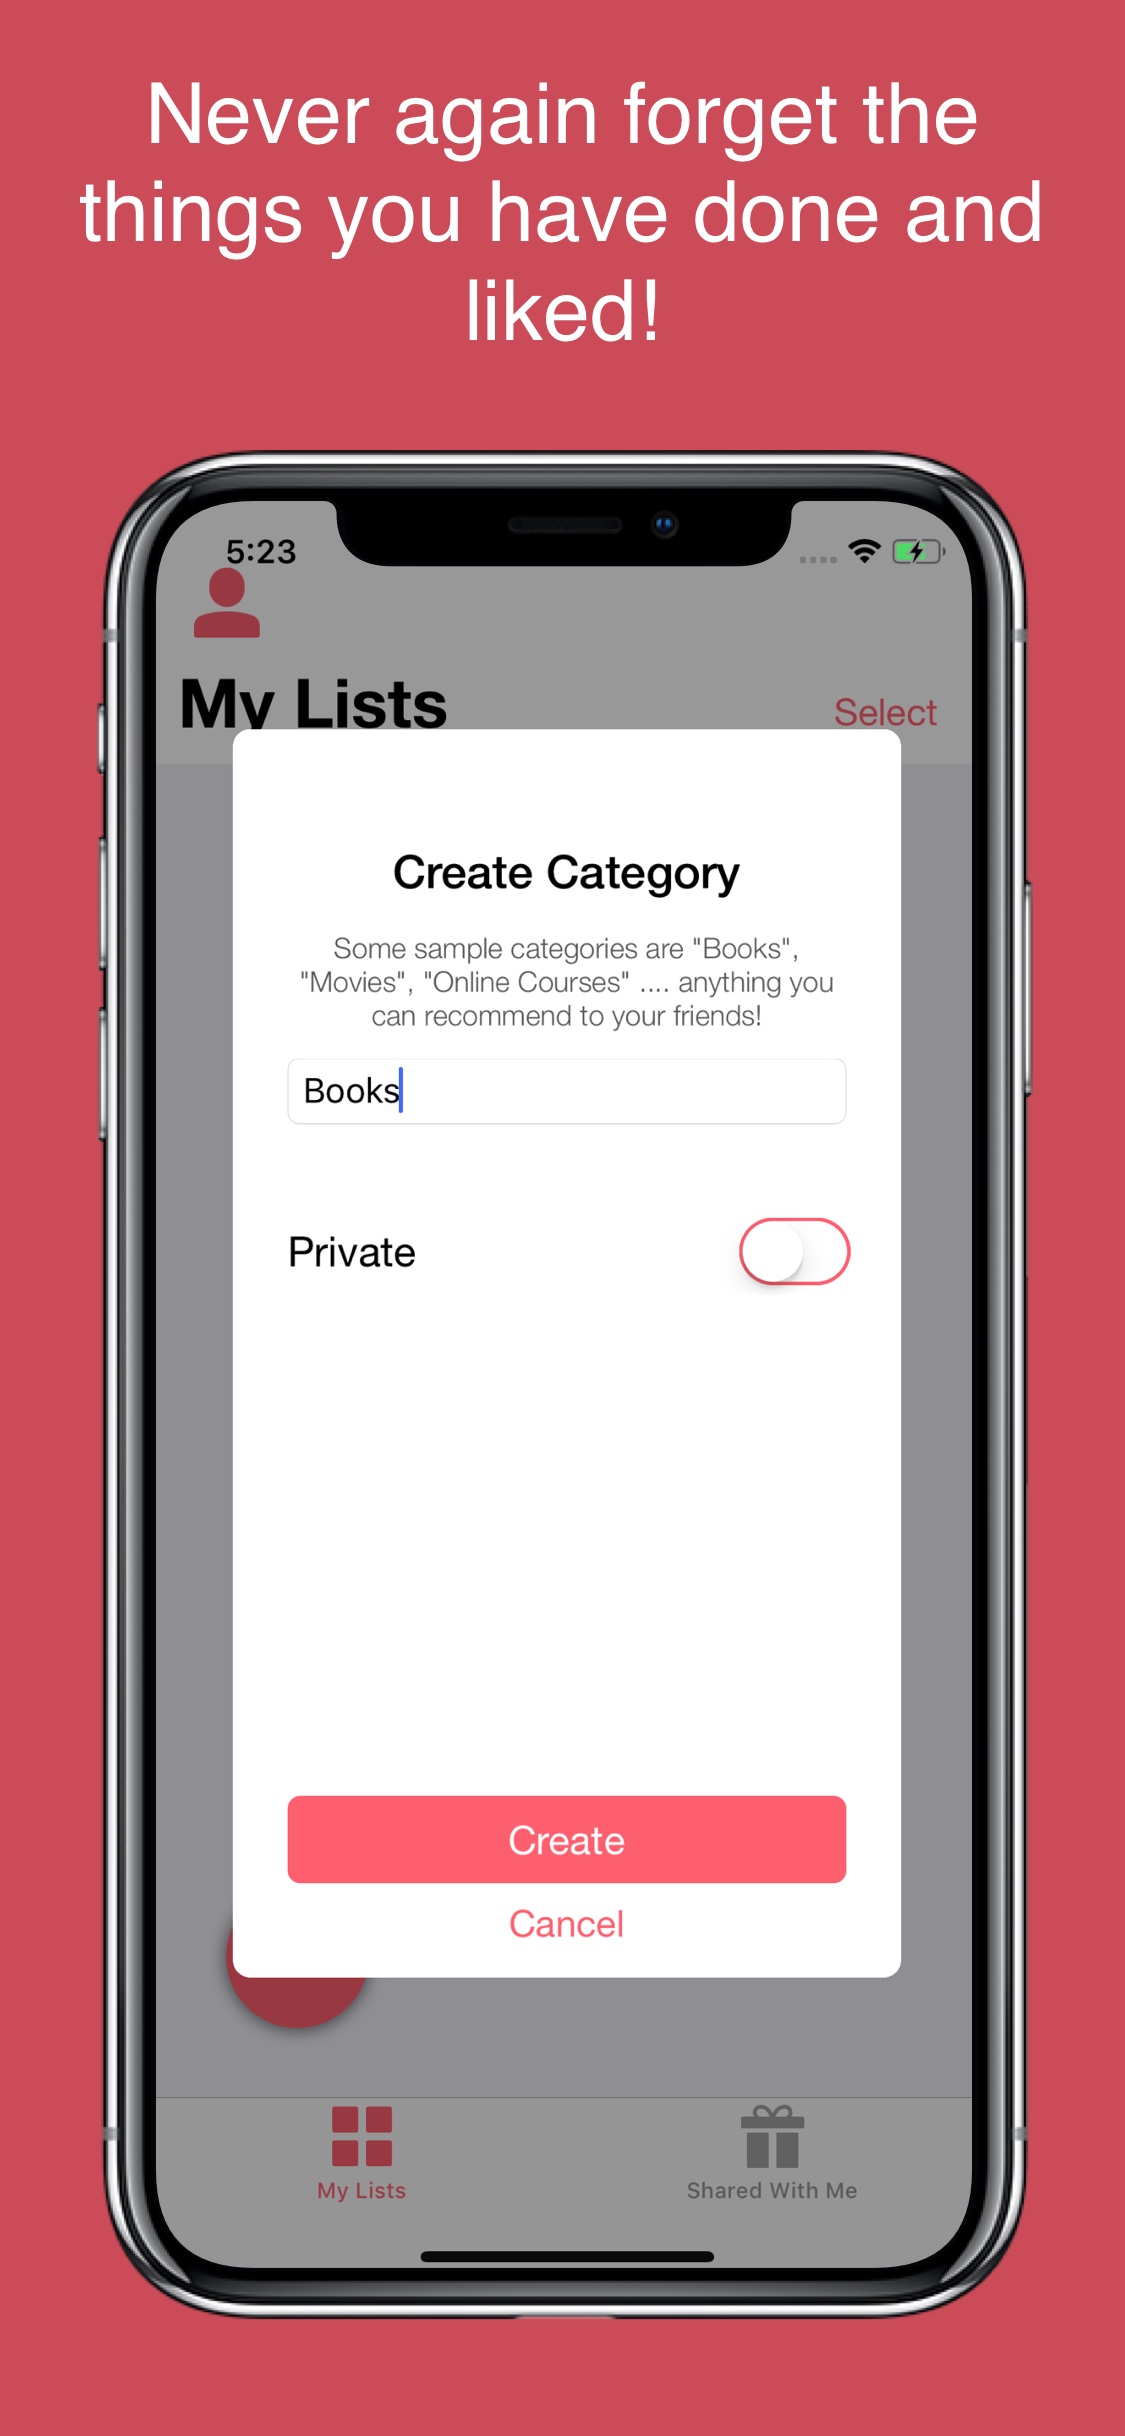 Never again forget the
things you have done and
liked!
5:23
My Lists
Select
Create Category
Some sample categories are "Books",
"Movies", "Online Courses" .... anything you
can recommend to your friends!
Books
Private
Create
Cancel
My Lists
Shared With Me